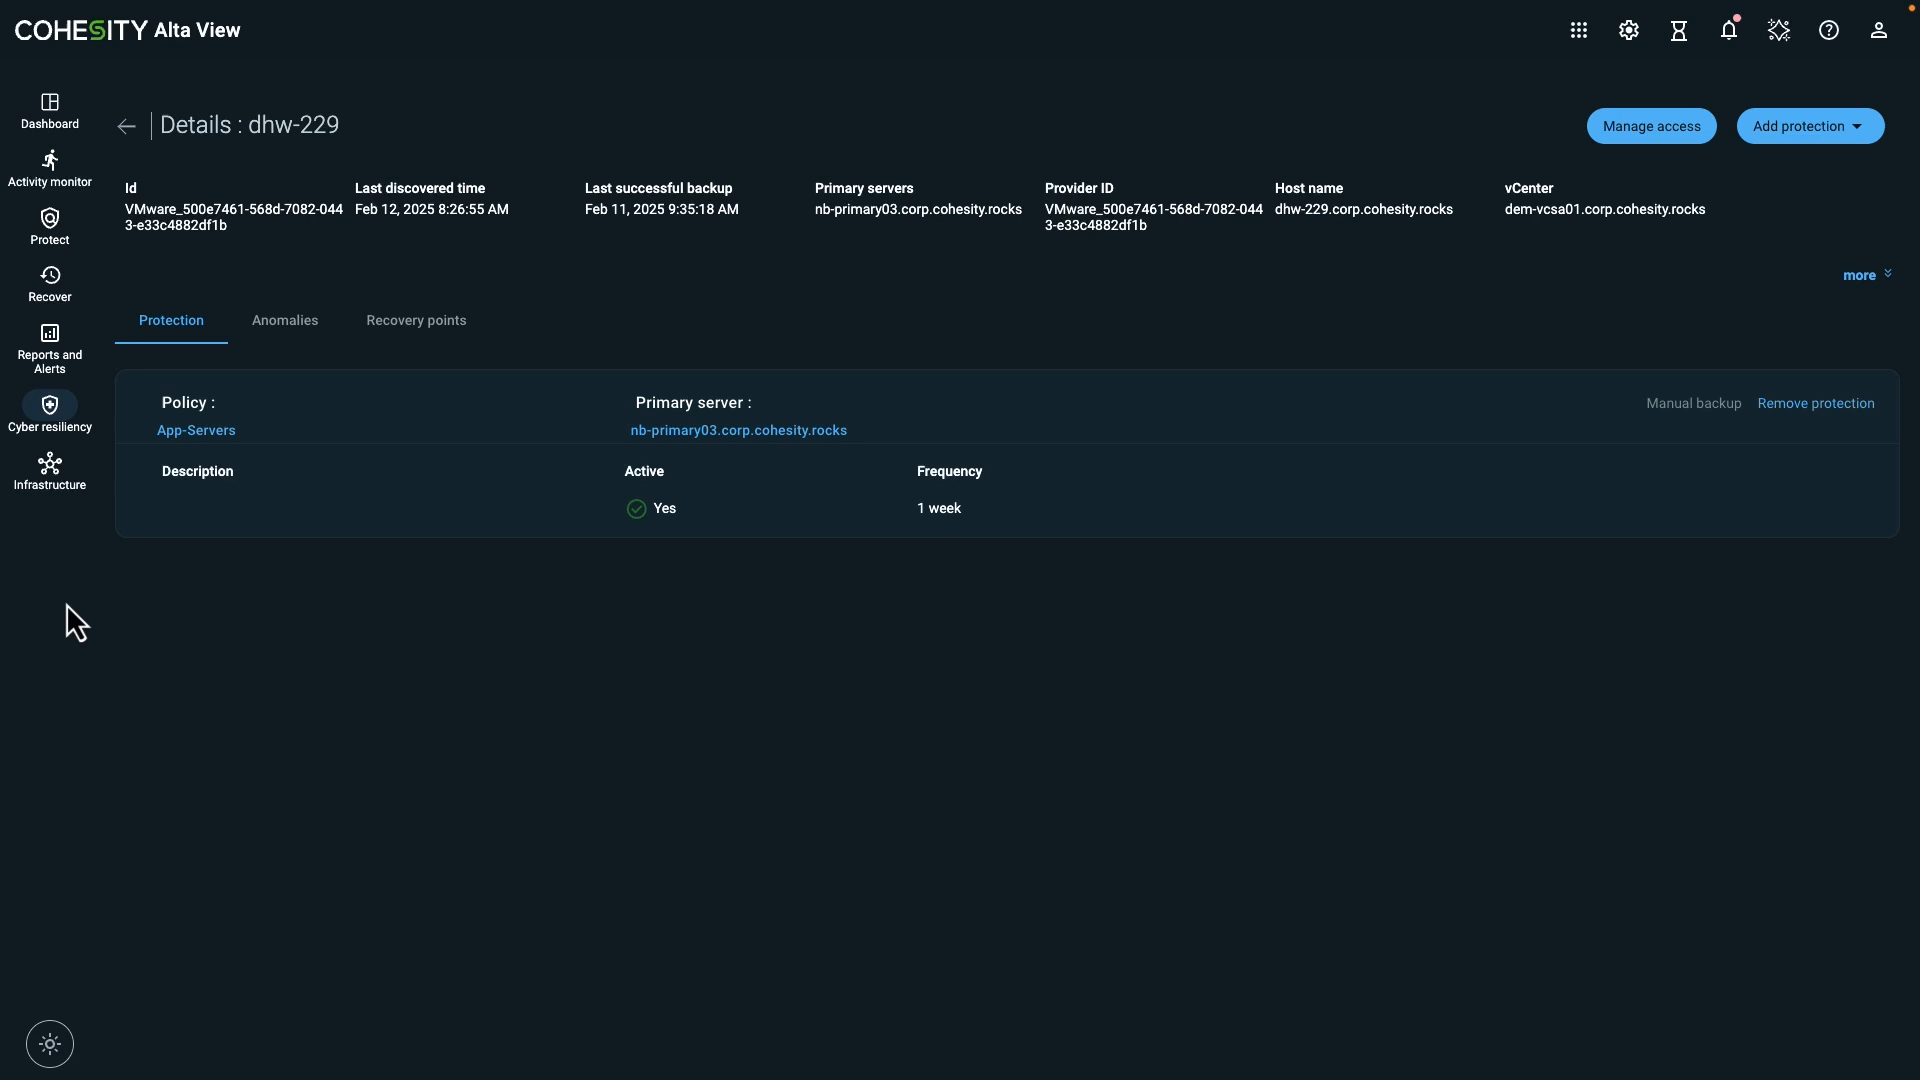 COHESITY Alta View
Dashboard
Activity monitor
Protect
Recover
Reports and
Alerts
Cyber resiliency
Infrastructure
Details : dhw-229
Manage access
Add protection
Id
VMware_500e7461-568d-7082-044
3-e33c4882df1b
Last discovered time
Feb 12, 2025 8:26:55 AM
Last successful backup
Feb 11, 2025 9:35:18 AM
Primary servers
nb-primary03.corp.cohesity.rocks
Provider ID
VMware_500e7461-568d-7082-044
3-e33c4882df1b
Host name
dhw-229.corp.cohesity.rocks
vCenter
dem-vcsa01.corp.cohesity.rocks
more
Protection
Anomalies
Recovery points
Policy :
App-Servers
Primary server :
nb-primary03.corp.cohesity.rocks
Manual backup
Remove protection
Description
Active
Frequency
Yes
1 week